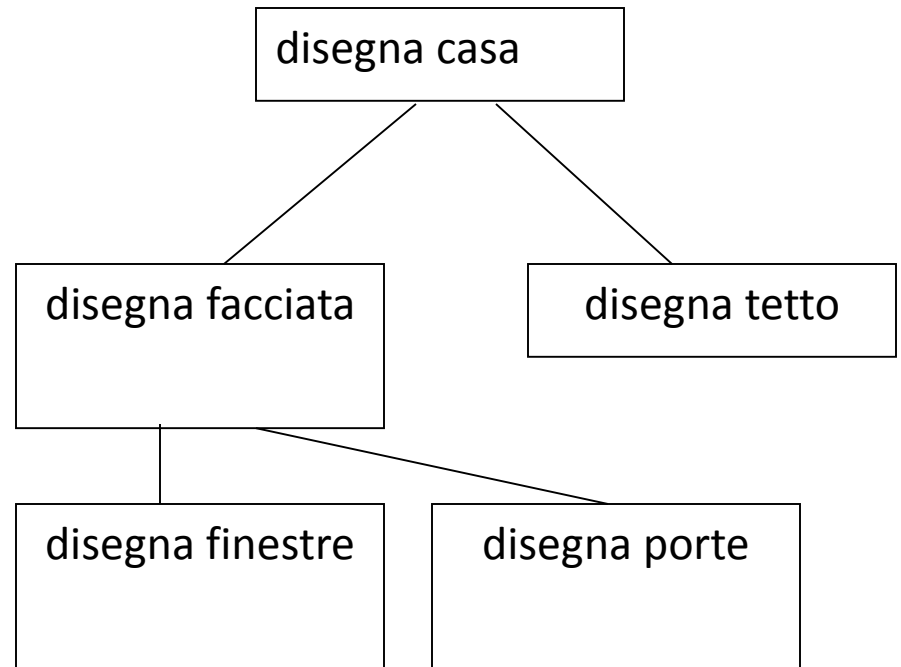 disegna casa
disegna facciata
disegna tetto
disegna finestre
disegna porte